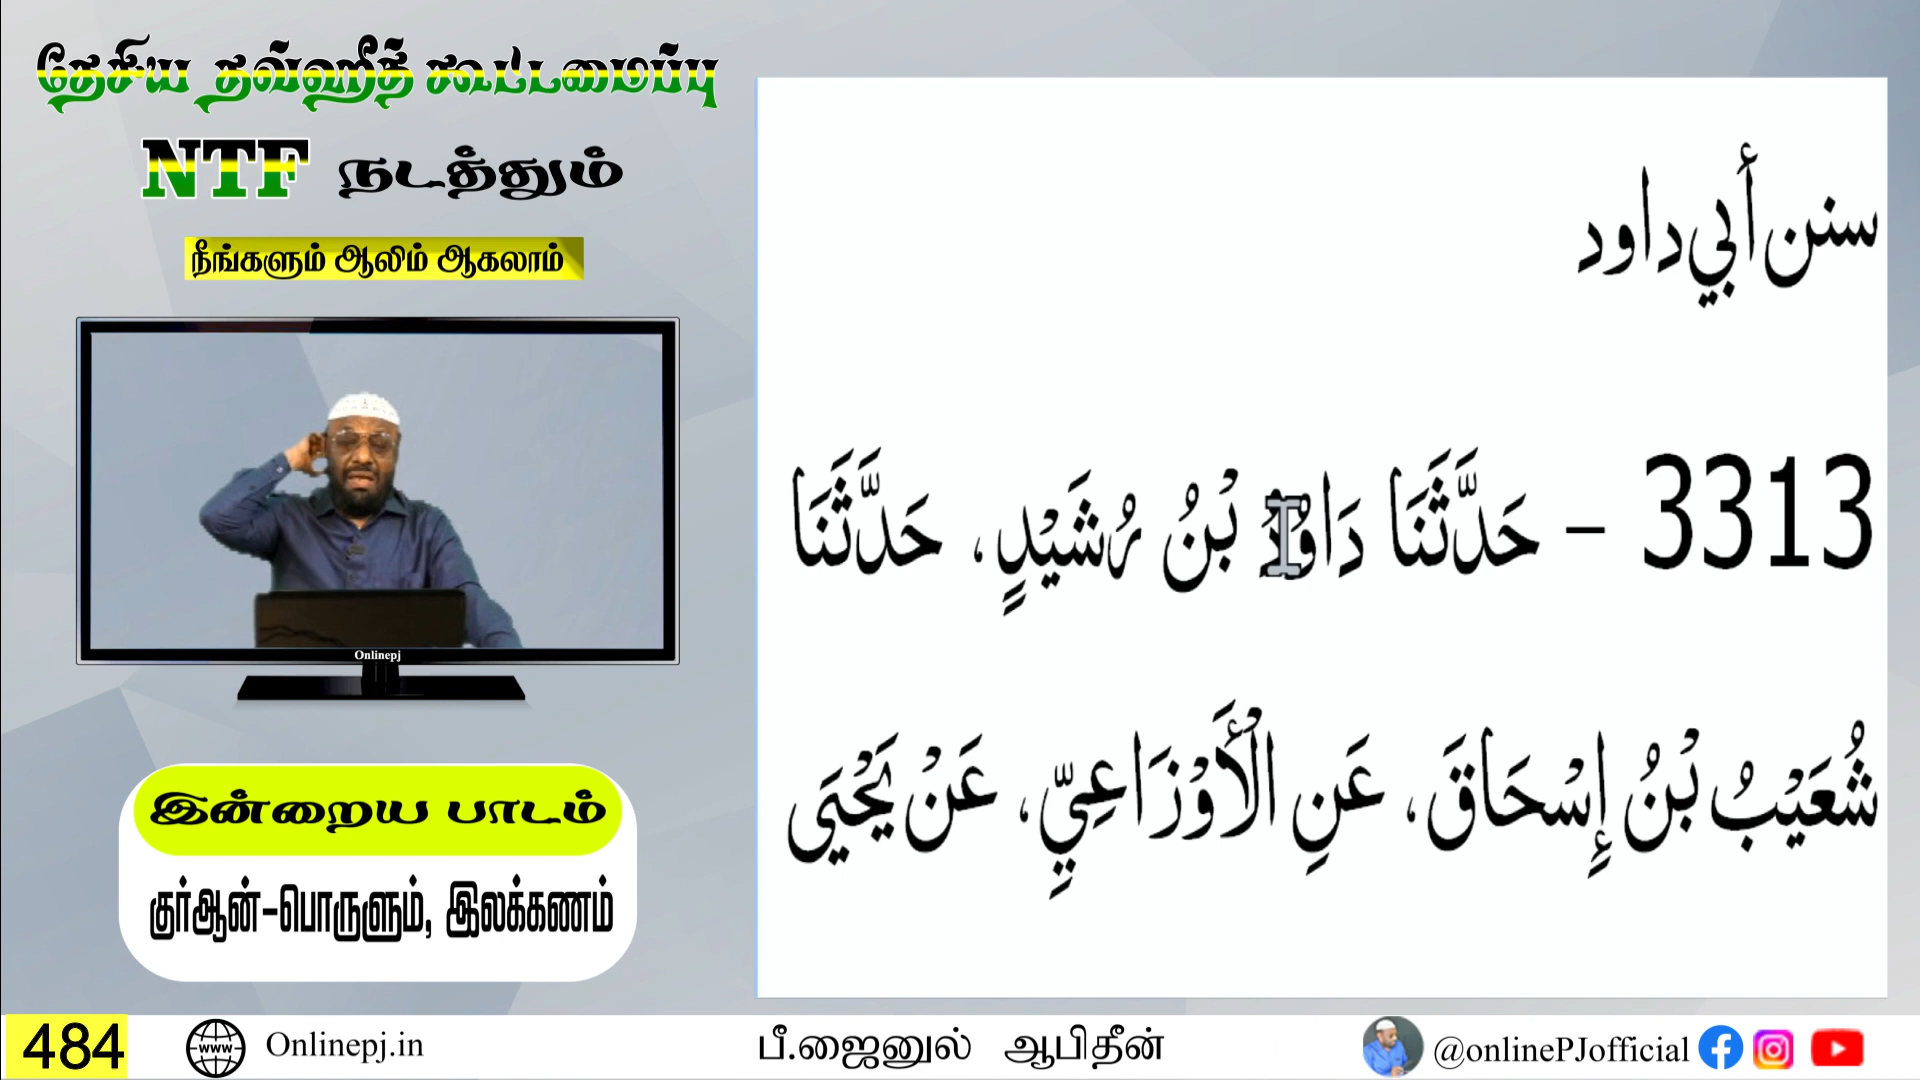 தேசிய தவ்ஹீத் கூட்டமைப்பு
NTF நடத்தும்
நீங்களும் ஆலிம் ஆகலாம்
Onlinepj
இன்றைய பாடம்
குர்ஆன்-பொருளும், இலக்கணம்
سنن أبي داود
3313 - حَدَّثَنَا دَاوُدُ بْنُ رُشَيْدٍ، حَدَّثَنَا
شُعَيْبُ بْنُ إِسْحَاقَ، عَنِ الْأَوْزَاعِيِّ، عَنْ يَحْيَى
484
www
Onlinepj.in
பீ.ஜைனுல் ஆபிதீன்
@onlinePJofficial